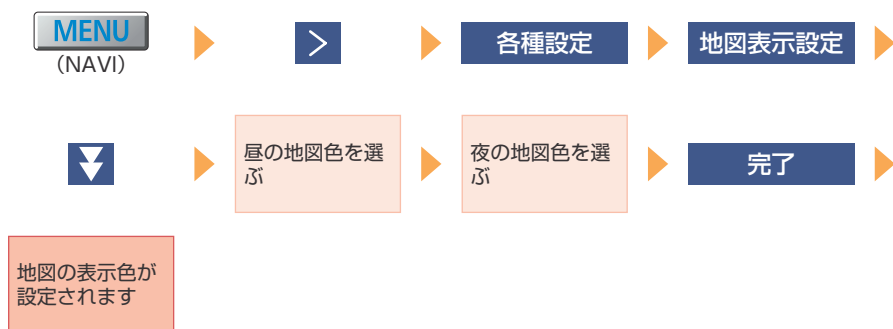 MENU
(NAVI)
>
各種設定
地図表示設定
昼の地図色を選
ぶ
夜の地図色を選
ぶ
完了
地図の表示色が
設定されます